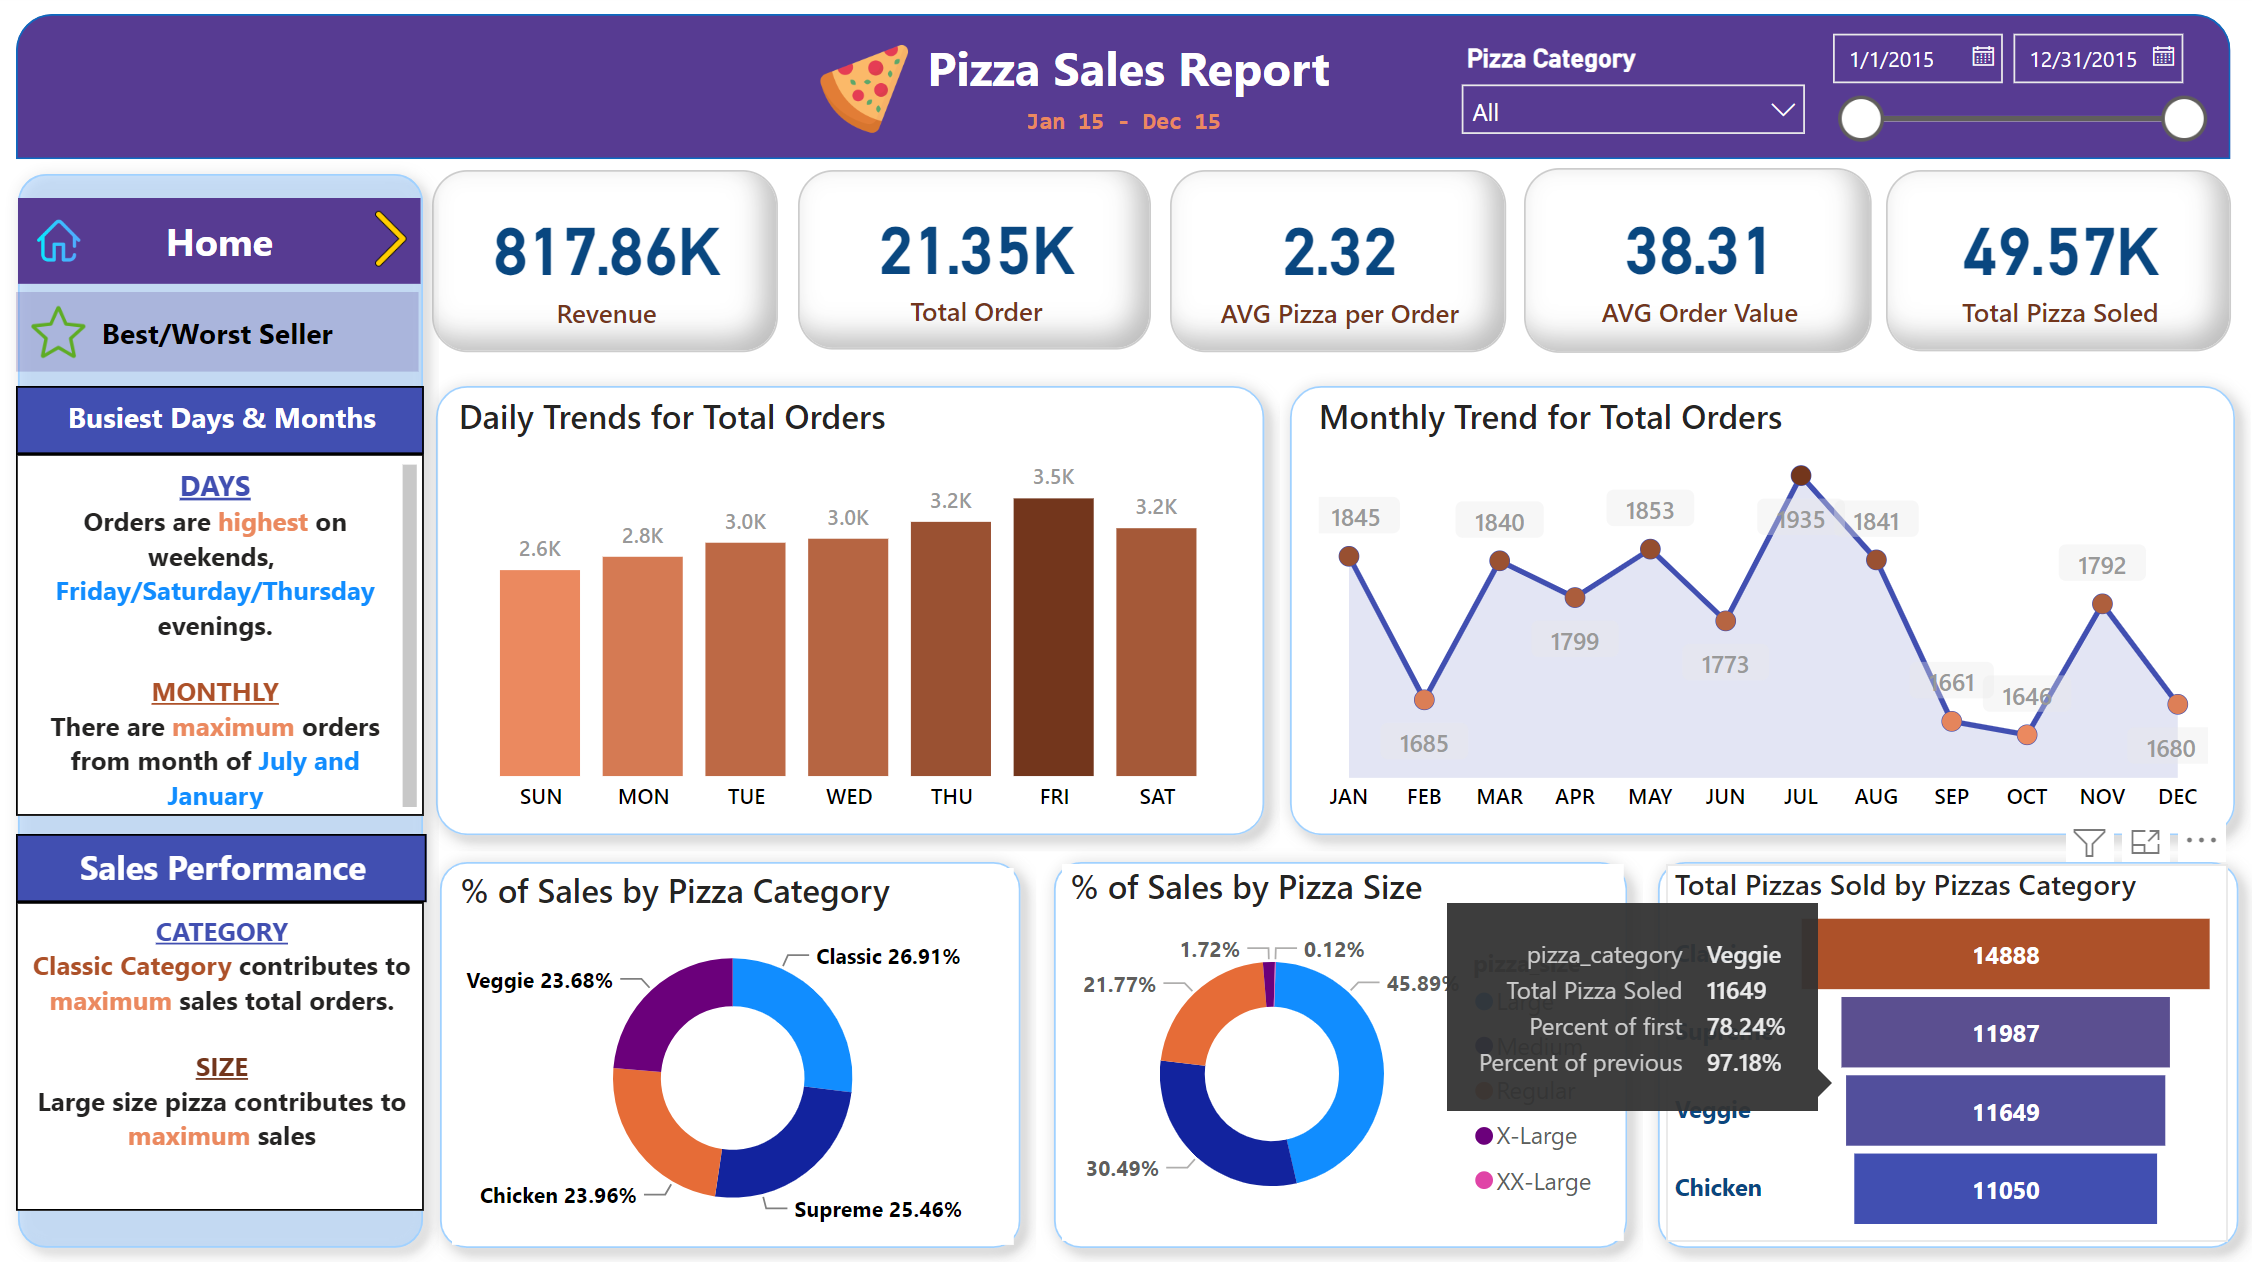 Pizza Sales Report
Jan 15 - Dec 15
Pizza Category
All
1/1/2015
12/31/2015
Home
Best/Worst Seller
817.86K
Revenue
21.35K
Total Order
2.32
AVG Pizza per Order
38.31
AVG Order Value
49.57K
Total Pizza Soled
Busiest Days & Months
DAYS
Orders are highest on
weekends,
Friday/Saturday/Thursday
evenings.
MONTHLY
There are maximum orders
from month of July and
January
Daily Trends for Total Orders
2.6K
2.8K
3.0K
3.0K
3.2K
3.5K
3.2K
SUN
MON
TUE
WED
THU
FRI
SAT
Monthly Trend for Total Orders
1845
1685
1840
1799
1853
1773
1935
1841
1661
1646
1792
1680
JAN
FEB
MAR
APR
MAY
JUN
JUL
AUG
SEP
OCT
NOV
DEC
Sales Performance
CATEGORY
Classic Category contributes to
maximum sales total orders.
SIZE
Large size pizza contributes to
maximum sales
% of Sales by Pizza Category
Classic 26.91%
Veggie 23.68%
Chicken 23.96%
Supreme 25.46%
% of Sales by Pizza Size
1.72%
0.12%
21.77%
45.89%
30.49%
pizza_size
Large
Medium
Regular
X-Large
XX-Large
pizza_category Veggie
Total Pizza Soled 11649
Percent of first 78.24%
Percent of previous 97.18%
Total Pizzas Sold by Pizzas Category
14888
Supreme
11987
Veggie
11649
Chicken
11050